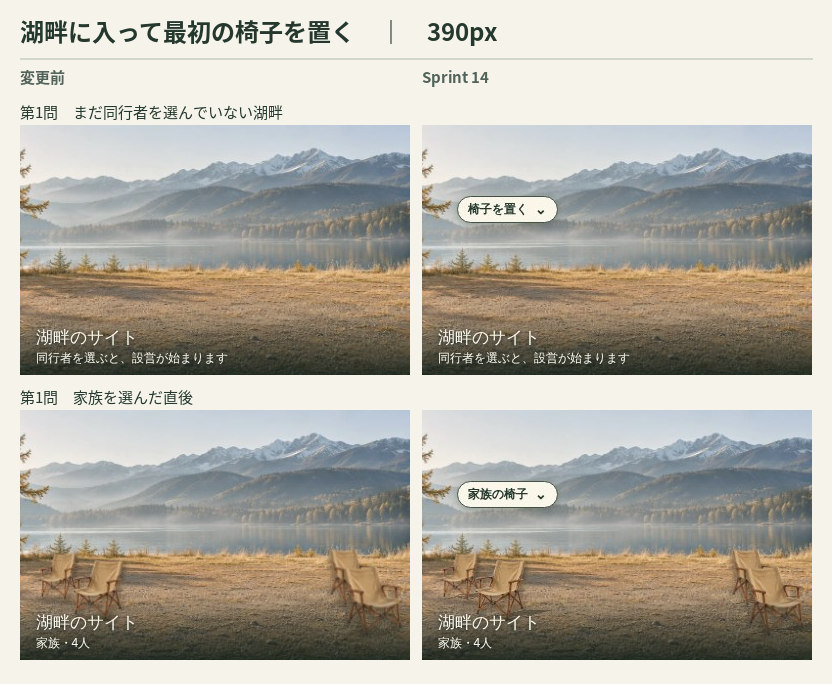 湖畔に入って最初の椅子を置く ｜ 390px
変更前
Sprint 14
第1問　まだ同行者を選んでいない湖畔
椅子を置く
湖畔のサイト
同行者を選ぶと、設営が始まります
湖畔のサイト
同行者を選ぶと、設営が始まります
第1問　家族を選んだ直後
家族の椅子
湖畔のサイト
家族・4人
湖畔のサイト
家族・4人